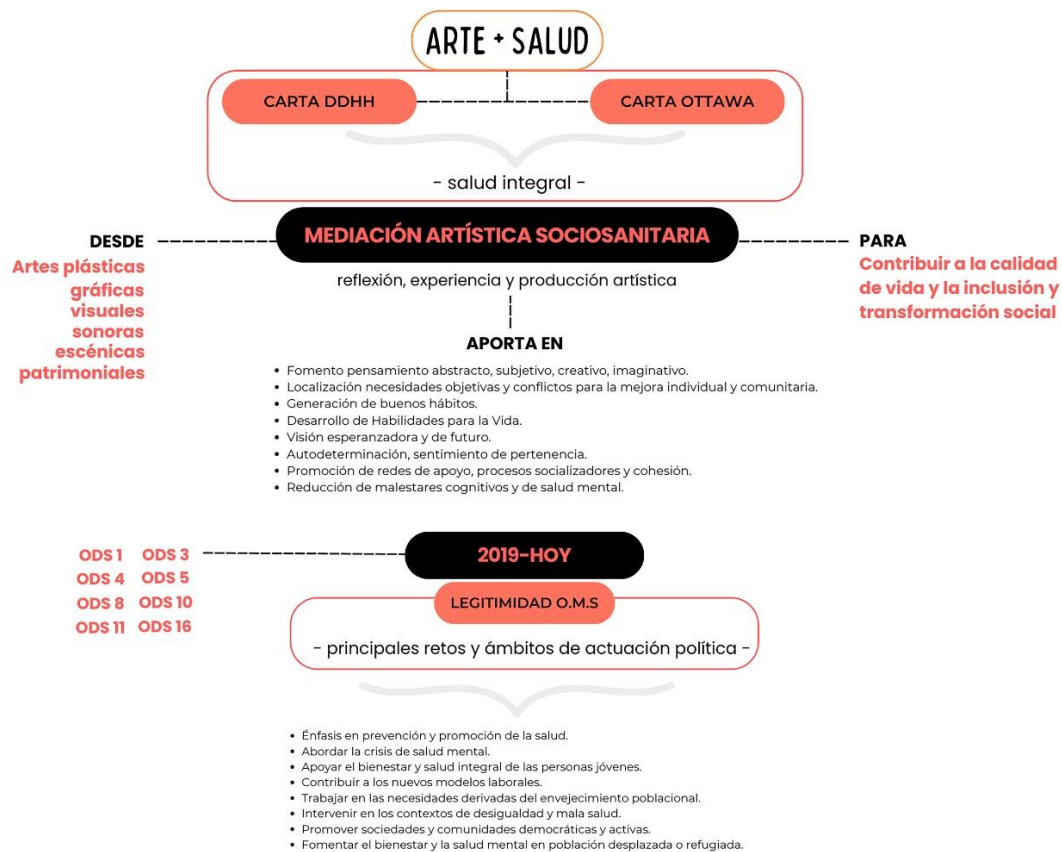 ARTE + SALUD
CARTA DDHH
CARTA OTTAWA
- salud integral -
DESDE
Artes plásticas
gráficas
visuales
sonoras
escénicas
patrimoniales
MEDIACIÓN ARTÍSTICA SOCIOSANITARIA
reflexión, experiencia y producción artística
PARA
Contribuir a la calidad
de vida y la inclusión y
transformación social
APORTA EN
• Fomento pensamiento abstracto, subjetivo, creativo, imaginativo.
• Localización necesidades objetivas y conflictos para la mejora individual y comunitaria.
• Generación de buenos hábitos.
• Desarrollo de Habilidades para la Vida.
• Visión esperanzadora y de futuro.
• Autodeterminación, sentimiento de pertenencia.
• Promoción de redes de apoyo, procesos socializadores y cohesión.
• Reducción de malestares cognitivos y de salud mental.
ODS 1 ODS 3
ODS 4 ODS 5
ODS 8 ODS 10
ODS 11 ODS 16
2019-HOY
LEGITIMIDAD O.M.S
- principales retos y ámbitos de actuación política -
• Énfasis en prevención y promoción de la salud.
• Abordar la crisis de salud mental.
• Apoyar el bienestar y salud integral de las personas jóvenes.
• Contribuir a los nuevos modelos laborales.
• Trabajar en las necesidades derivadas del envejecimiento poblacional.
• Intervenir en los contextos de desigualdad y mala salud.
• Promover sociedades y comunidades democráticas y activas.
• Fomentar el bienestar y la salud mental en población desplazada o refugiada.